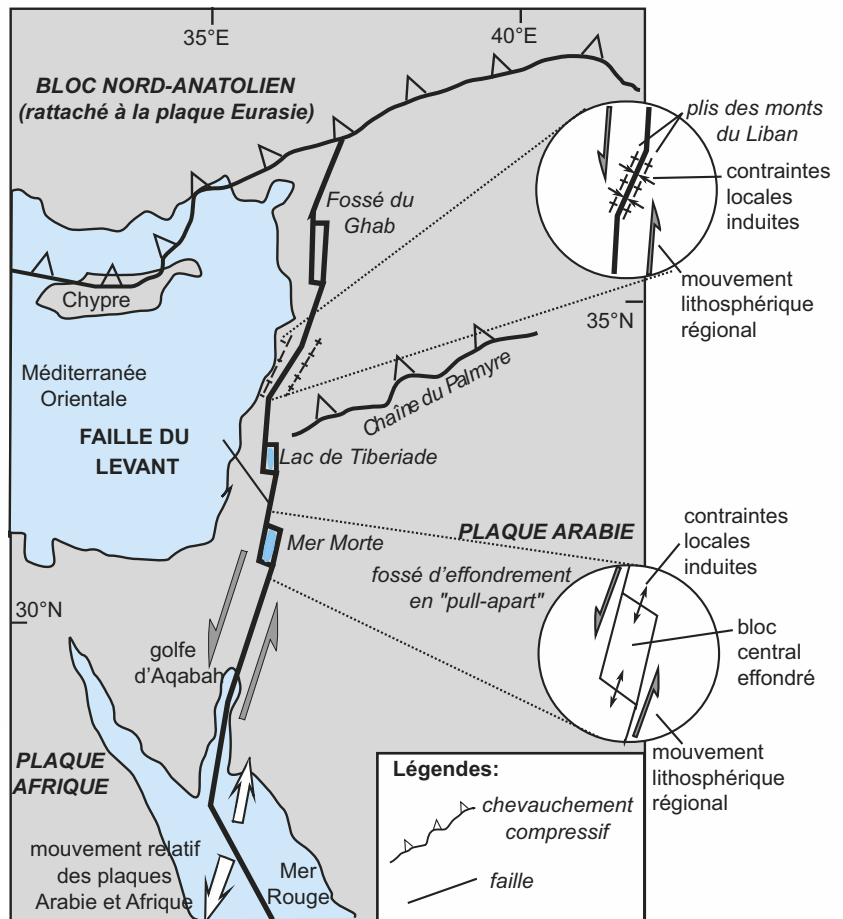 35°E
40°E
BLOC NORD-ANATOLIEN
(rattaché à la plaque Eurasie)
plis des monts
du Liban
contraintes
locales
induites
mouvement
lithosphérique
régional
Fossé du
Ghab
Chypre
35°N
Méditerranée
Orientale
Chaîne du Palmyre
FAILLE DU
LEVANT
Lac de Tiberiade
Mer Morte
PLAQUE ARABIE
fossé d'effondrement
en "pull-apart"
contraintes
locales
induites
bloc
central
effondré
mouvement
lithosphérique
régional
30°N
golfe
d'Aqabah
PLAQUE
AFRIQUE
mouvement relatif
des plaques
Arabie et Afrique
Mer
Rouge
Légendes:
chevauchement
compressif
faille